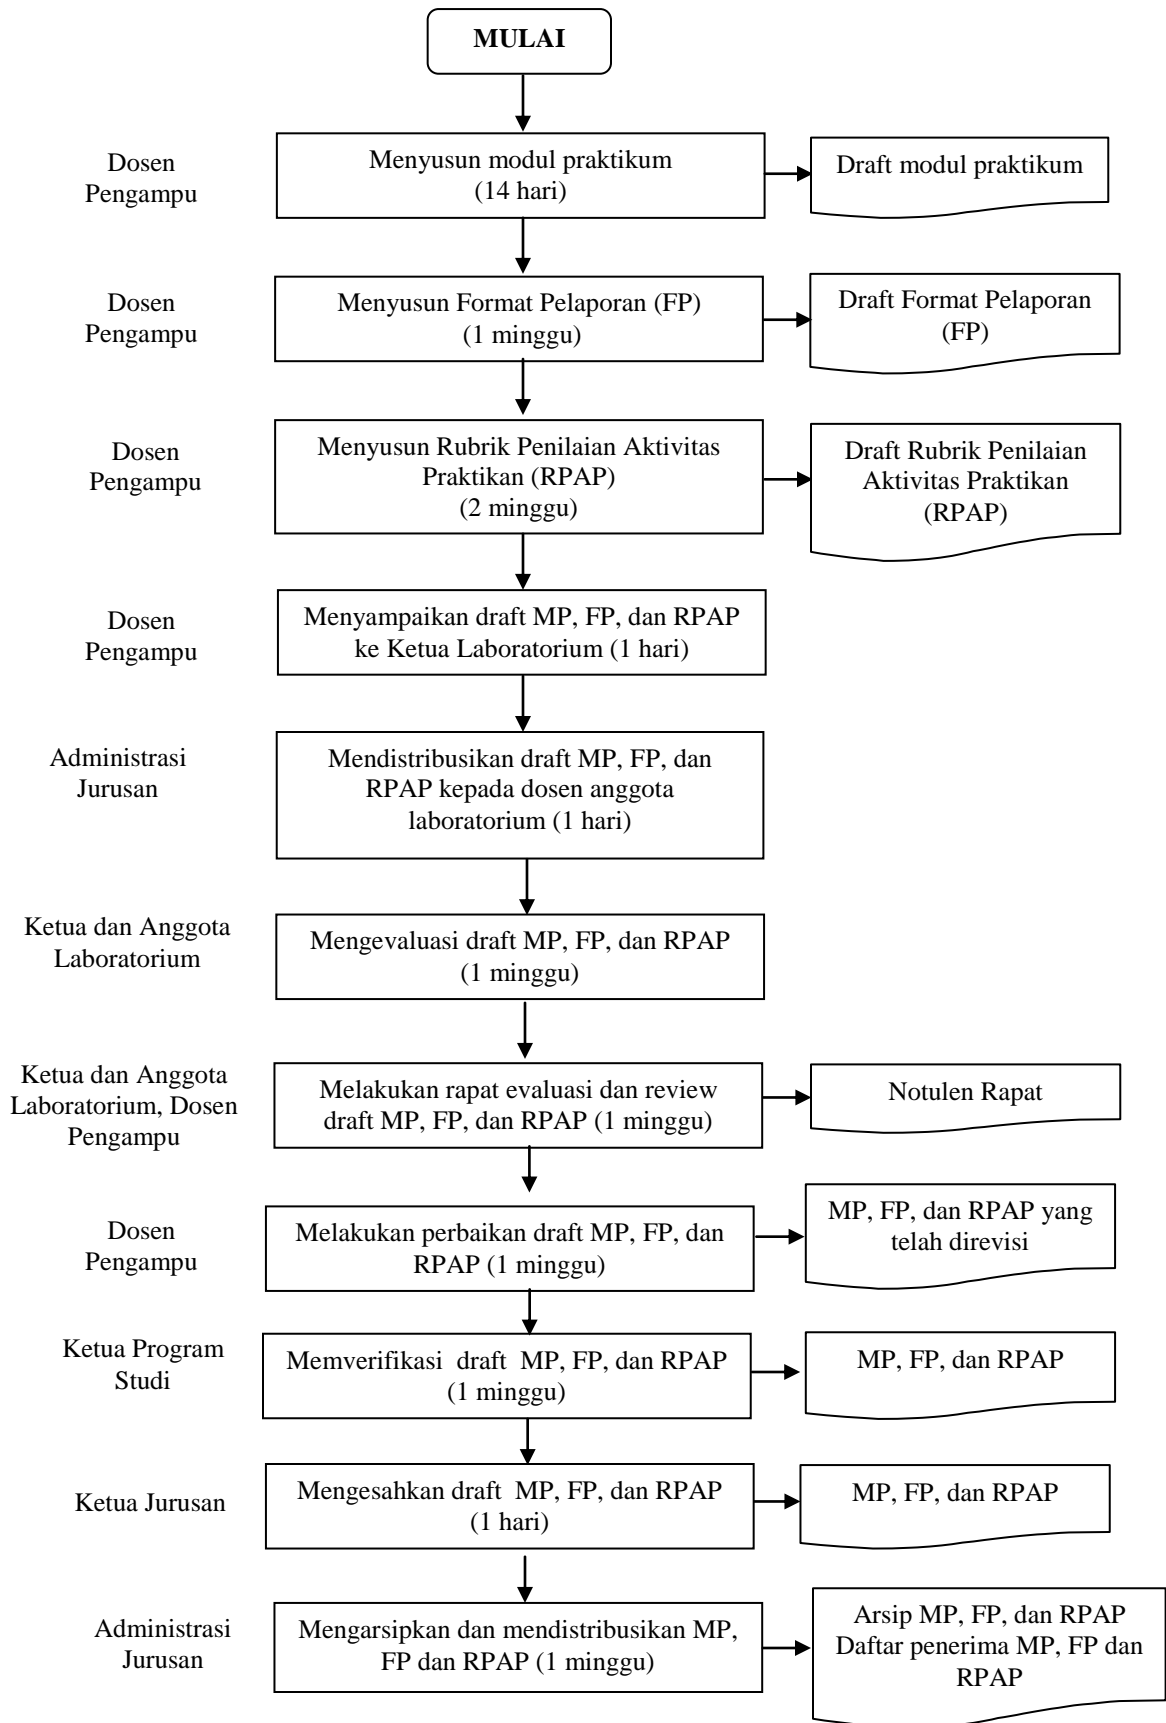 MULAI
Dosen
Pengampu
Menyusun modul praktikum
(14 hari)
Draft modul praktikum
Dosen
Pengampu
Menyusun Format Pelaporan (FP)
(1 minggu)
Draft Format Pelaporan
(FP)
Dosen
Pengampu
Menyusun Rubrik Penilaian Aktivitas
Praktikan (RPAP)
(2 minggu)
Draft Rubrik Penilaian
Aktivitas Praktikan
(RPAP)
Dosen
Pengampu
Menyampaikan draft MP, FP, dan RPAP
ke Ketua Laboratorium (1 hari)
Administrasi
Jurusan
Mendistribusikan draft MP, FP, dan
RPAP kepada dosen anggota
laboratorium (1 hari)
Ketua dan Anggota
Laboratorium
Mengevaluasi draft MP, FP, dan RPAP
(1 minggu)
Ketua dan Anggota
Laboratorium, Dosen
Pengampu
Melakukan rapat evaluasi dan review
draft MP, FP, dan RPAP (1 minggu)
Notulen Rapat
Dosen
Pengampu
Melakukan perbaikan draft MP, FP, dan
RPAP (1 minggu)
MP, FP, dan RPAP yang
telah direvisi
Ketua Program
Studi
Memverifikasi draft MP, FP, dan RPAP
(1 minggu)
MP, FP, dan RPAP
Ketua Jurusan
Mengesahkan draft MP, FP, dan RPAP
(1 hari)
MP, FP, dan RPAP
Administrasi
Jurusan
Mengarsipkan dan mendistribusikan MP,
FP dan RPAP (1 minggu)
Arsip MP, FP, dan RPAP
Daftar penerima MP, FP dan
RPAP